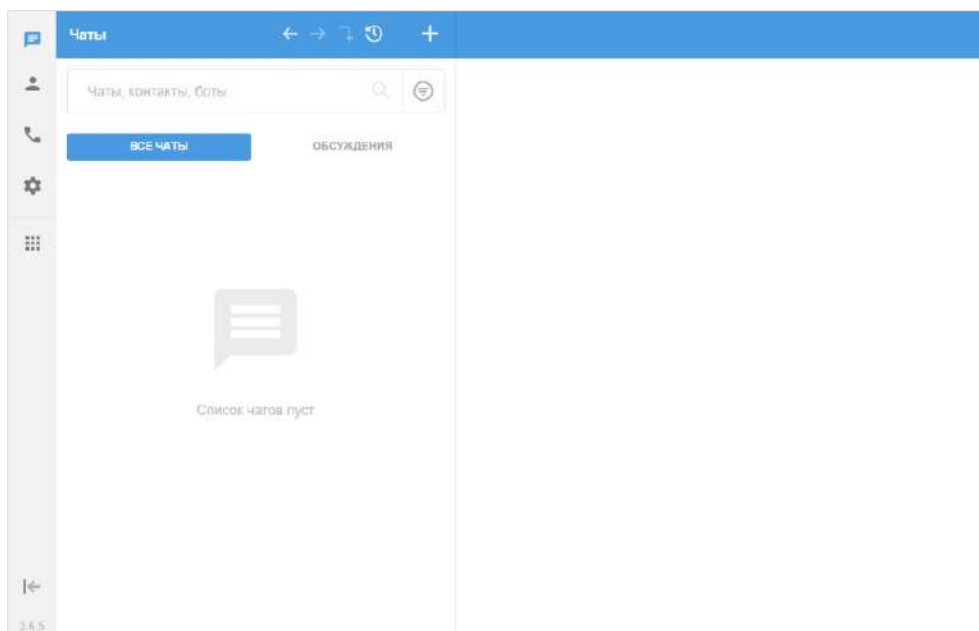 Чаты
Чаты, контакты, боты
ВСЕ ЧАТЫ
ОБСУЖДЕНИЯ
Список чатов пуст
3.6.5